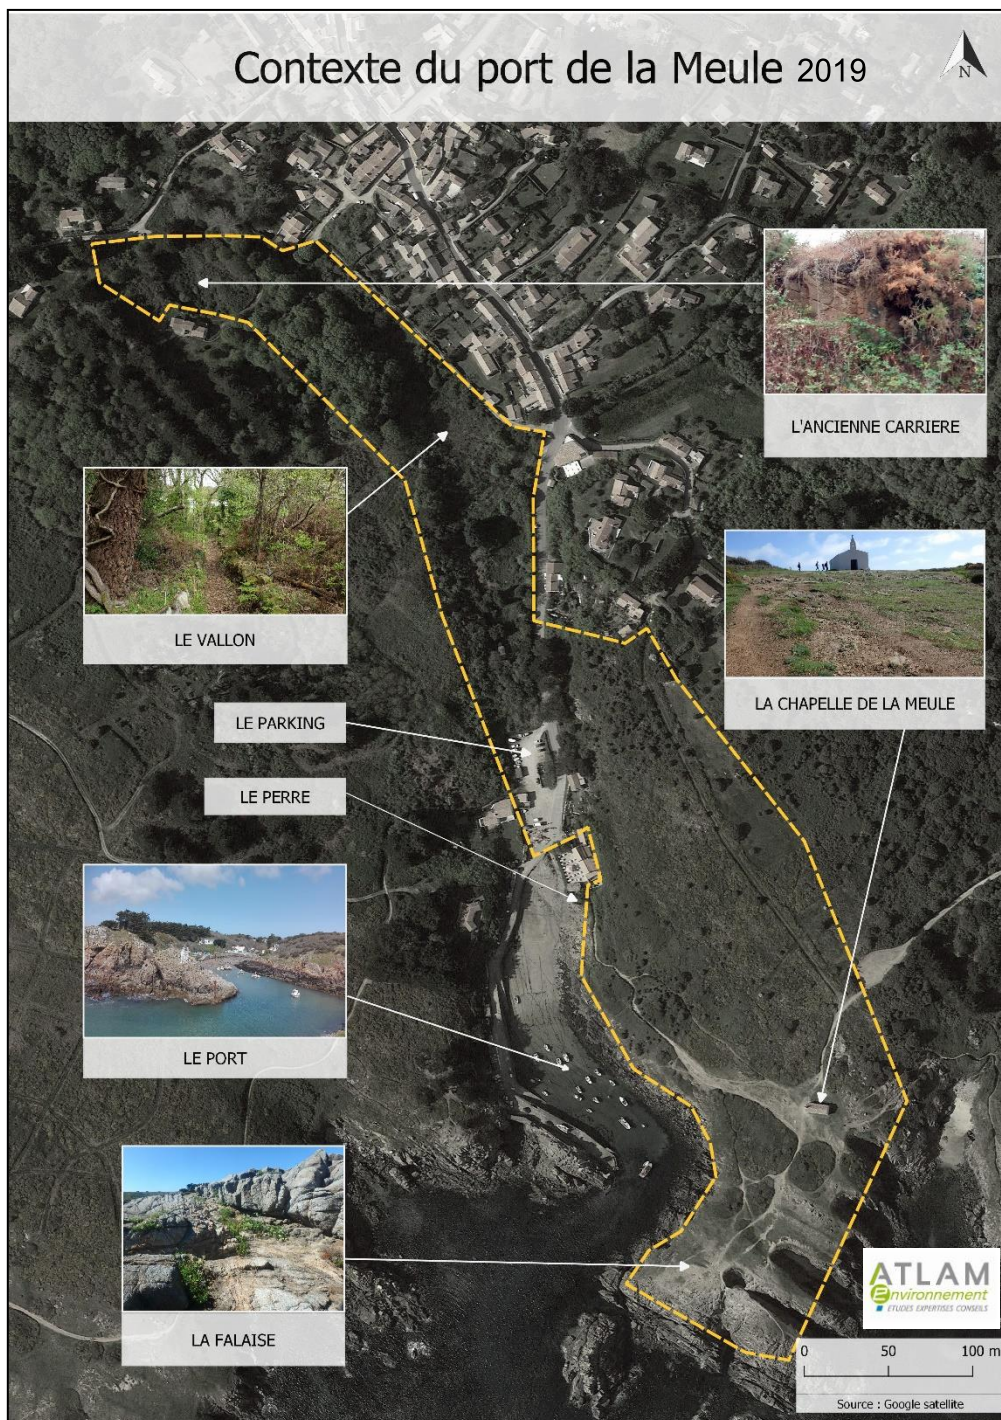 Contexte du port de la Meule 2019
N
L'ANCIENNE CARRIERE
LE VALLON
LA CHAPELLE DE LA MEULE
LE PARKING
LE PERRE
LE PORT
LA FALAISE
ATLAM
environnement
ETUDES EXPERTISES CONSEILS
0 50 100 m
Source : Google satellite